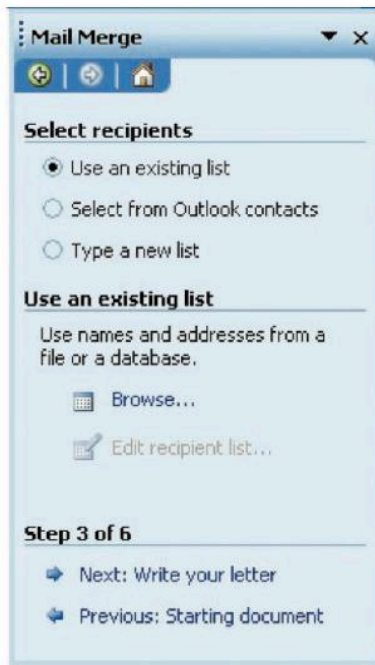 Mail Merge
Select recipients
Use an existing list
Select from Outlook contacts
Type a new list
Use an existing list
Use names and addresses from a
file or a database.
Browse...
Edit recipient list...
Step 3 of 6
Next: Write your letter
Previous: Starting document